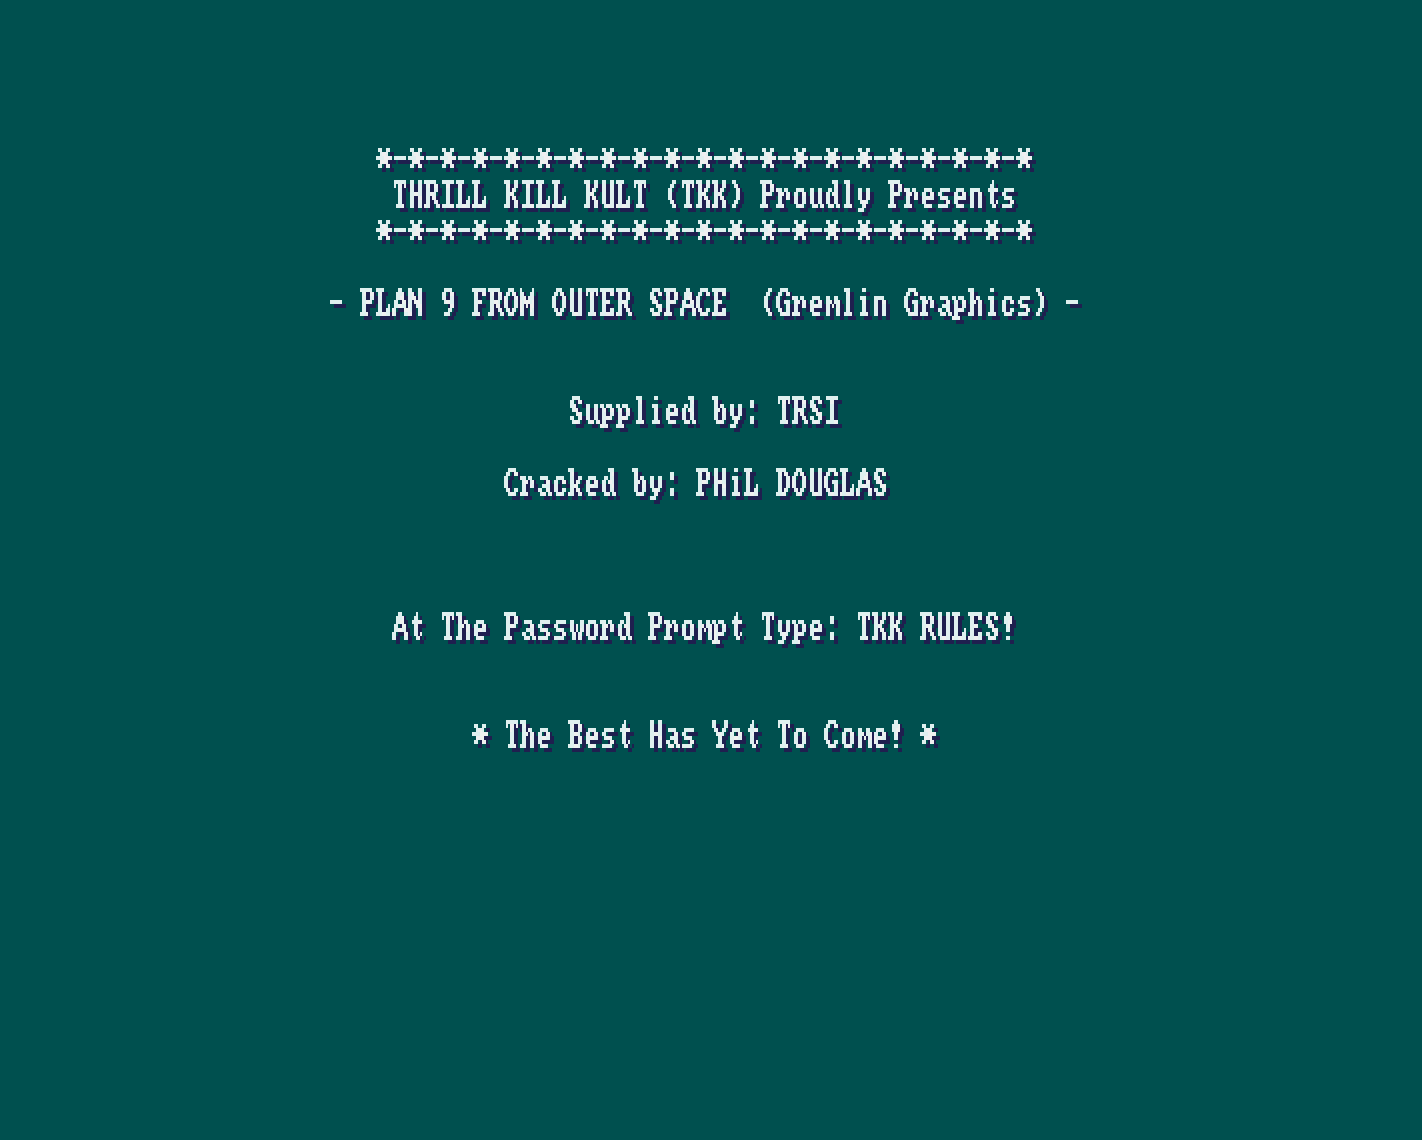 *-*-*-*-*-*-*-*-*-*-*-*-*-*-*-*-*-*-*-*-*
THRILL KILL KULT (TKK) Proudly Presents
*-*-*-*-*-*-*-*-*-*-*-*-*-*-*-*-*-*-*-*-*
- PLAN 9 FROM OUTER SPACE  (Gremlin Graphics) -
Supplied by: TRSI
Cracked by: PHiL DOUGLAS
At The Password Prompt Type: TKK RULES!
* The Best Has Yet To Come! *